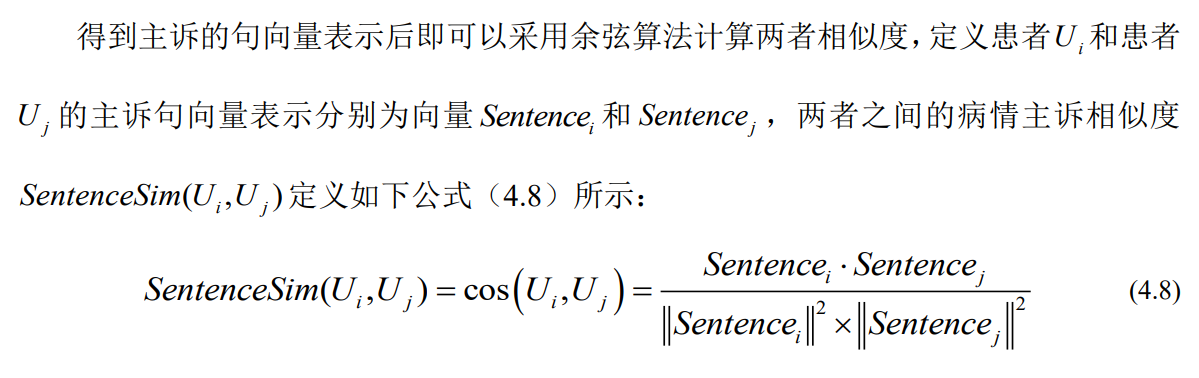 得到主诉的句向量表示后即可以采用余弦算法计算两者相似度，定义患者 $U_i$ 和患者
$U_j$ 的主诉句向量表示分别为向量 $Sentence_i$ 和 $Sentence_j$ ，两者之间的病情主诉相似度
$SentenceSim(U_i,U_j)$ 定义如下公式（4.8）所示：
$SentenceSim(U_i,U_j)=\cos\left(U_i,U_j\right)=\frac{Sentence_i \cdot Sentence_j}{\left\|Sentence_i\right\|^2 \times \left\|Sentence_j\right\|^2}$ (4.8)